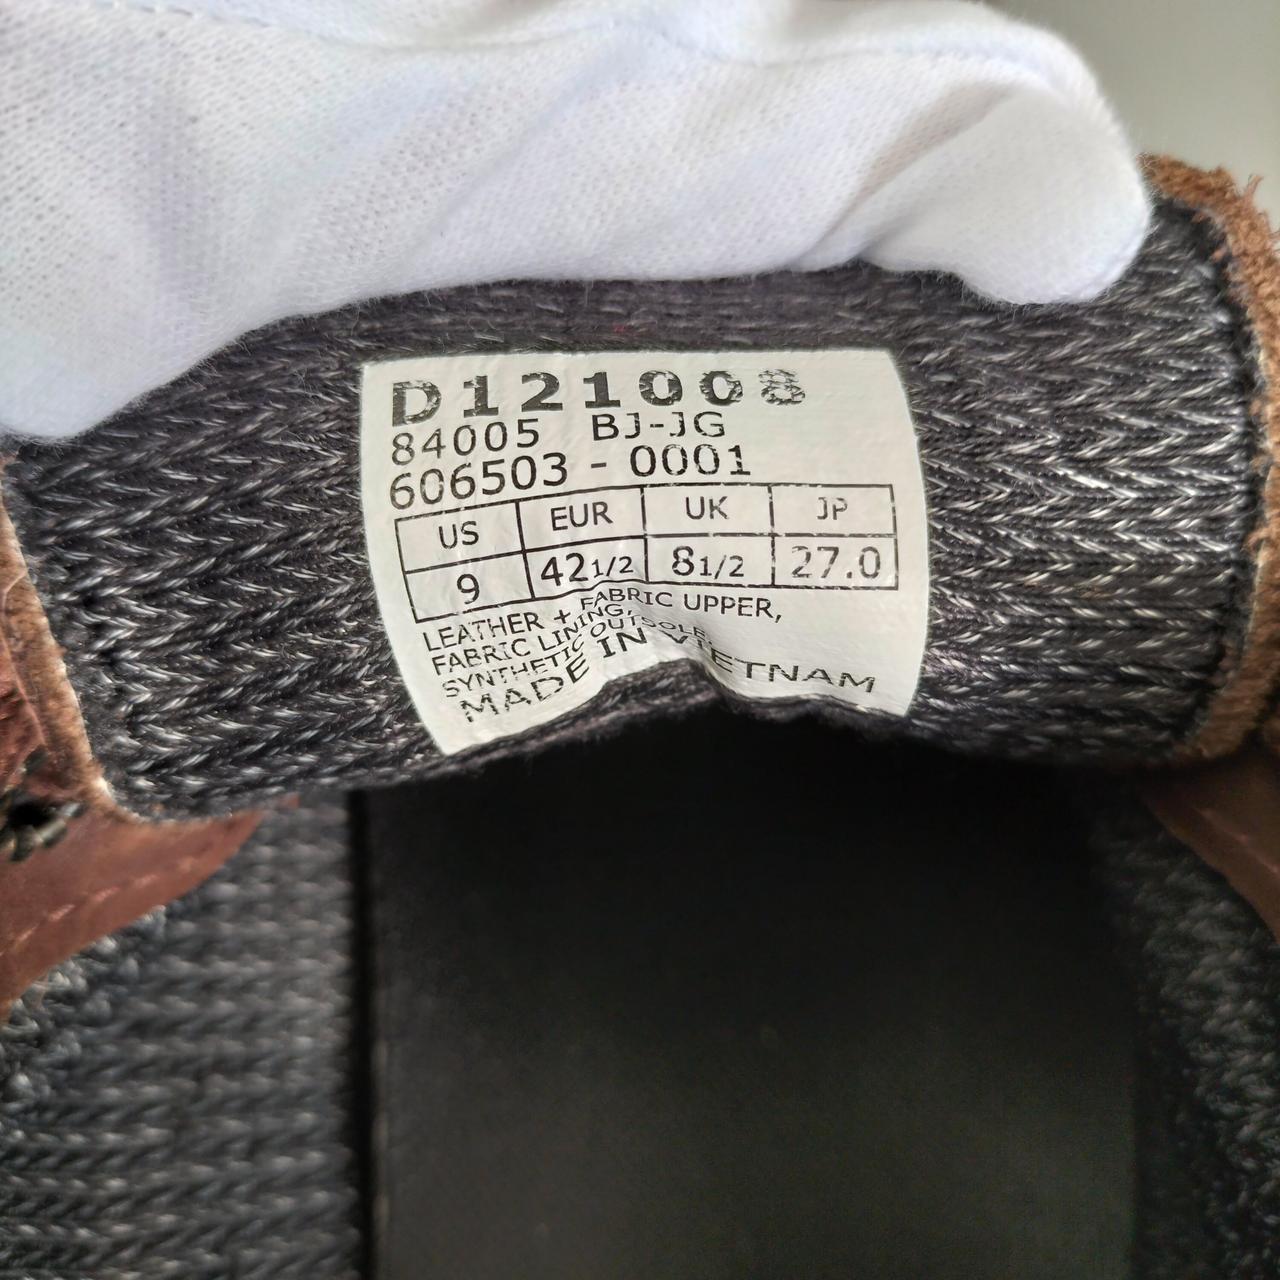 D121008
84005 BJ-JG
606503 - 0001
US EUR UK JP
9 42 1/2 8 1/2 27.0
LEATHER + FABRIC UPPER,
FABRIC LINING,
SYNTHETIC OUTSOLE.
MADE IN VIETNAM